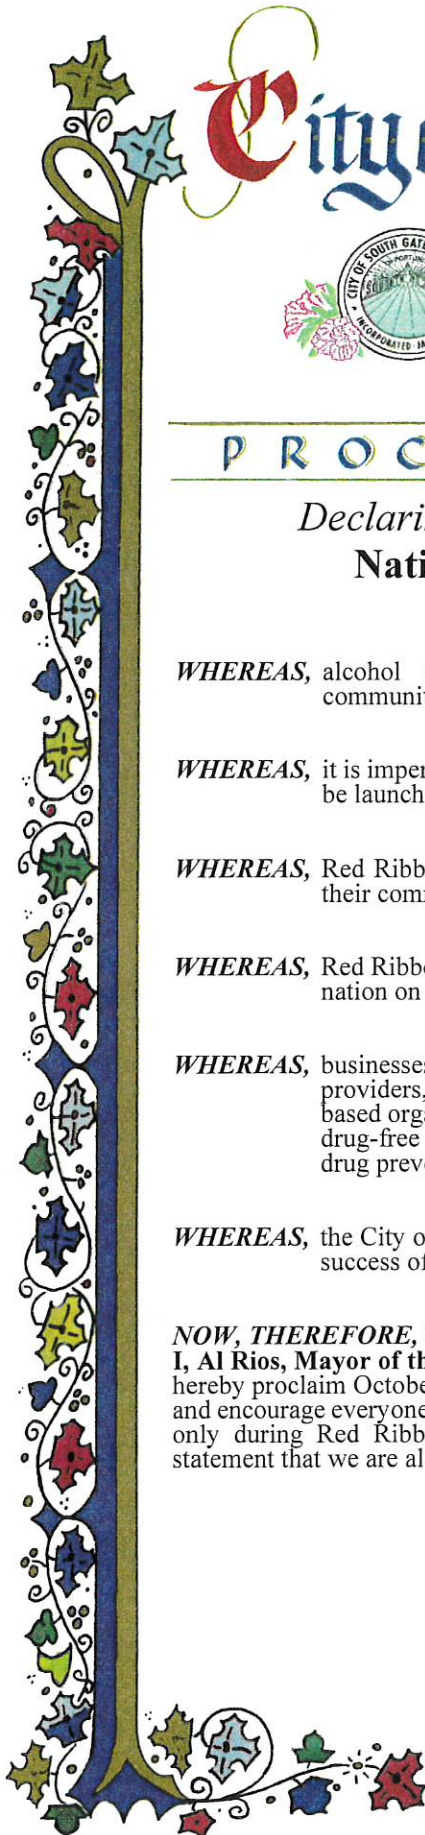 City
CITY OF SOUTH GATE
INCORPORATED
PROC
Declari
Nati
WHEREAS, alcohol
communit
WHEREAS, it is imper
be launch
WHEREAS, Red Ribb
their com
WHEREAS, Red Ribb
nation on
WHEREAS, businesses
providers,
based orga
drug-free
drug preve
WHEREAS, the City o
success of
NOW, THEREFORE,
I, Al Rios, Mayor of th
hereby proclaim Octobe
and encourage everyone
only during Red Ribb
statement that we are al